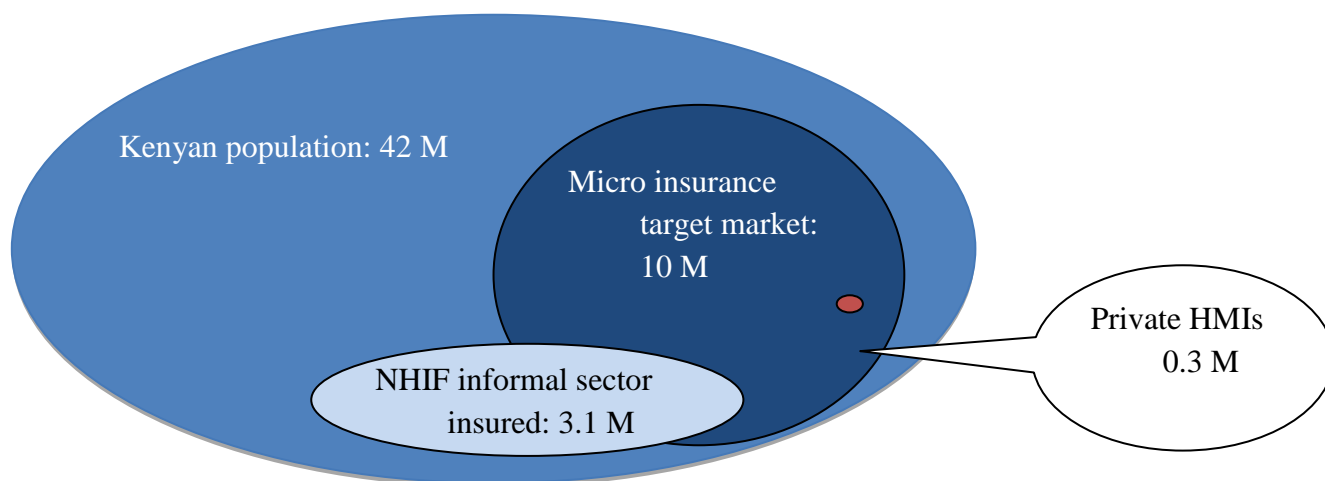 Kenyan population: 42 M
Micro insurance
target market:
10 M
Private HMIs
0.3 M
NHIF informal sector
insured: 3.1 M